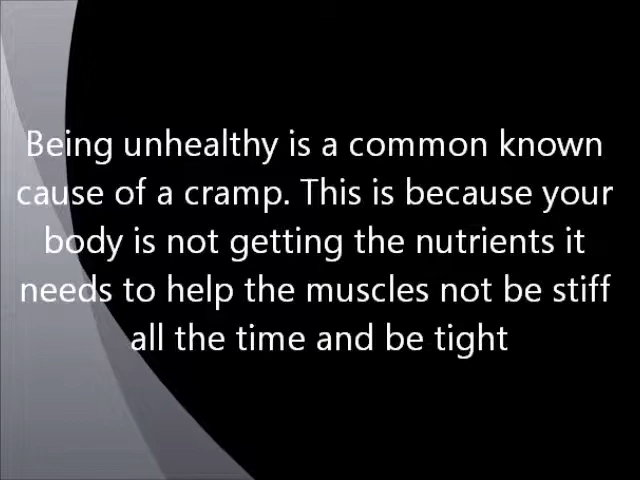 Being unhealthy is a common known
cause of a cramp. This is because your
body is not getting the nutrients it
needs to help the muscles not be stiff
all the time and be tight